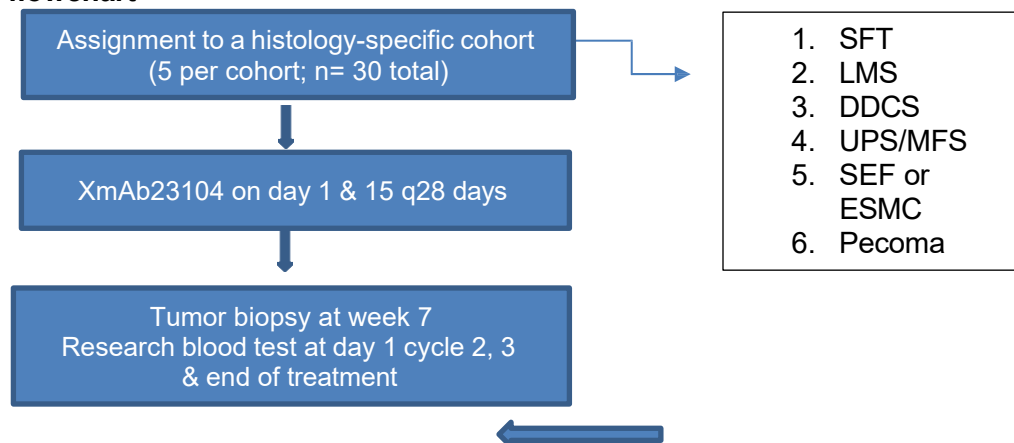 Assignment to a histology-specific cohort
(5 per cohort; n= 30 total)
XmAb23104 on day 1 & 15 q28 days
Tumor biopsy at week 7
Research blood test at day 1 cycle 2, 3
& end of treatment
1. SFT
2. LMS
3. DDCS
4. UPS/MFS
5. SEF or
ESMC
6. Pecoma